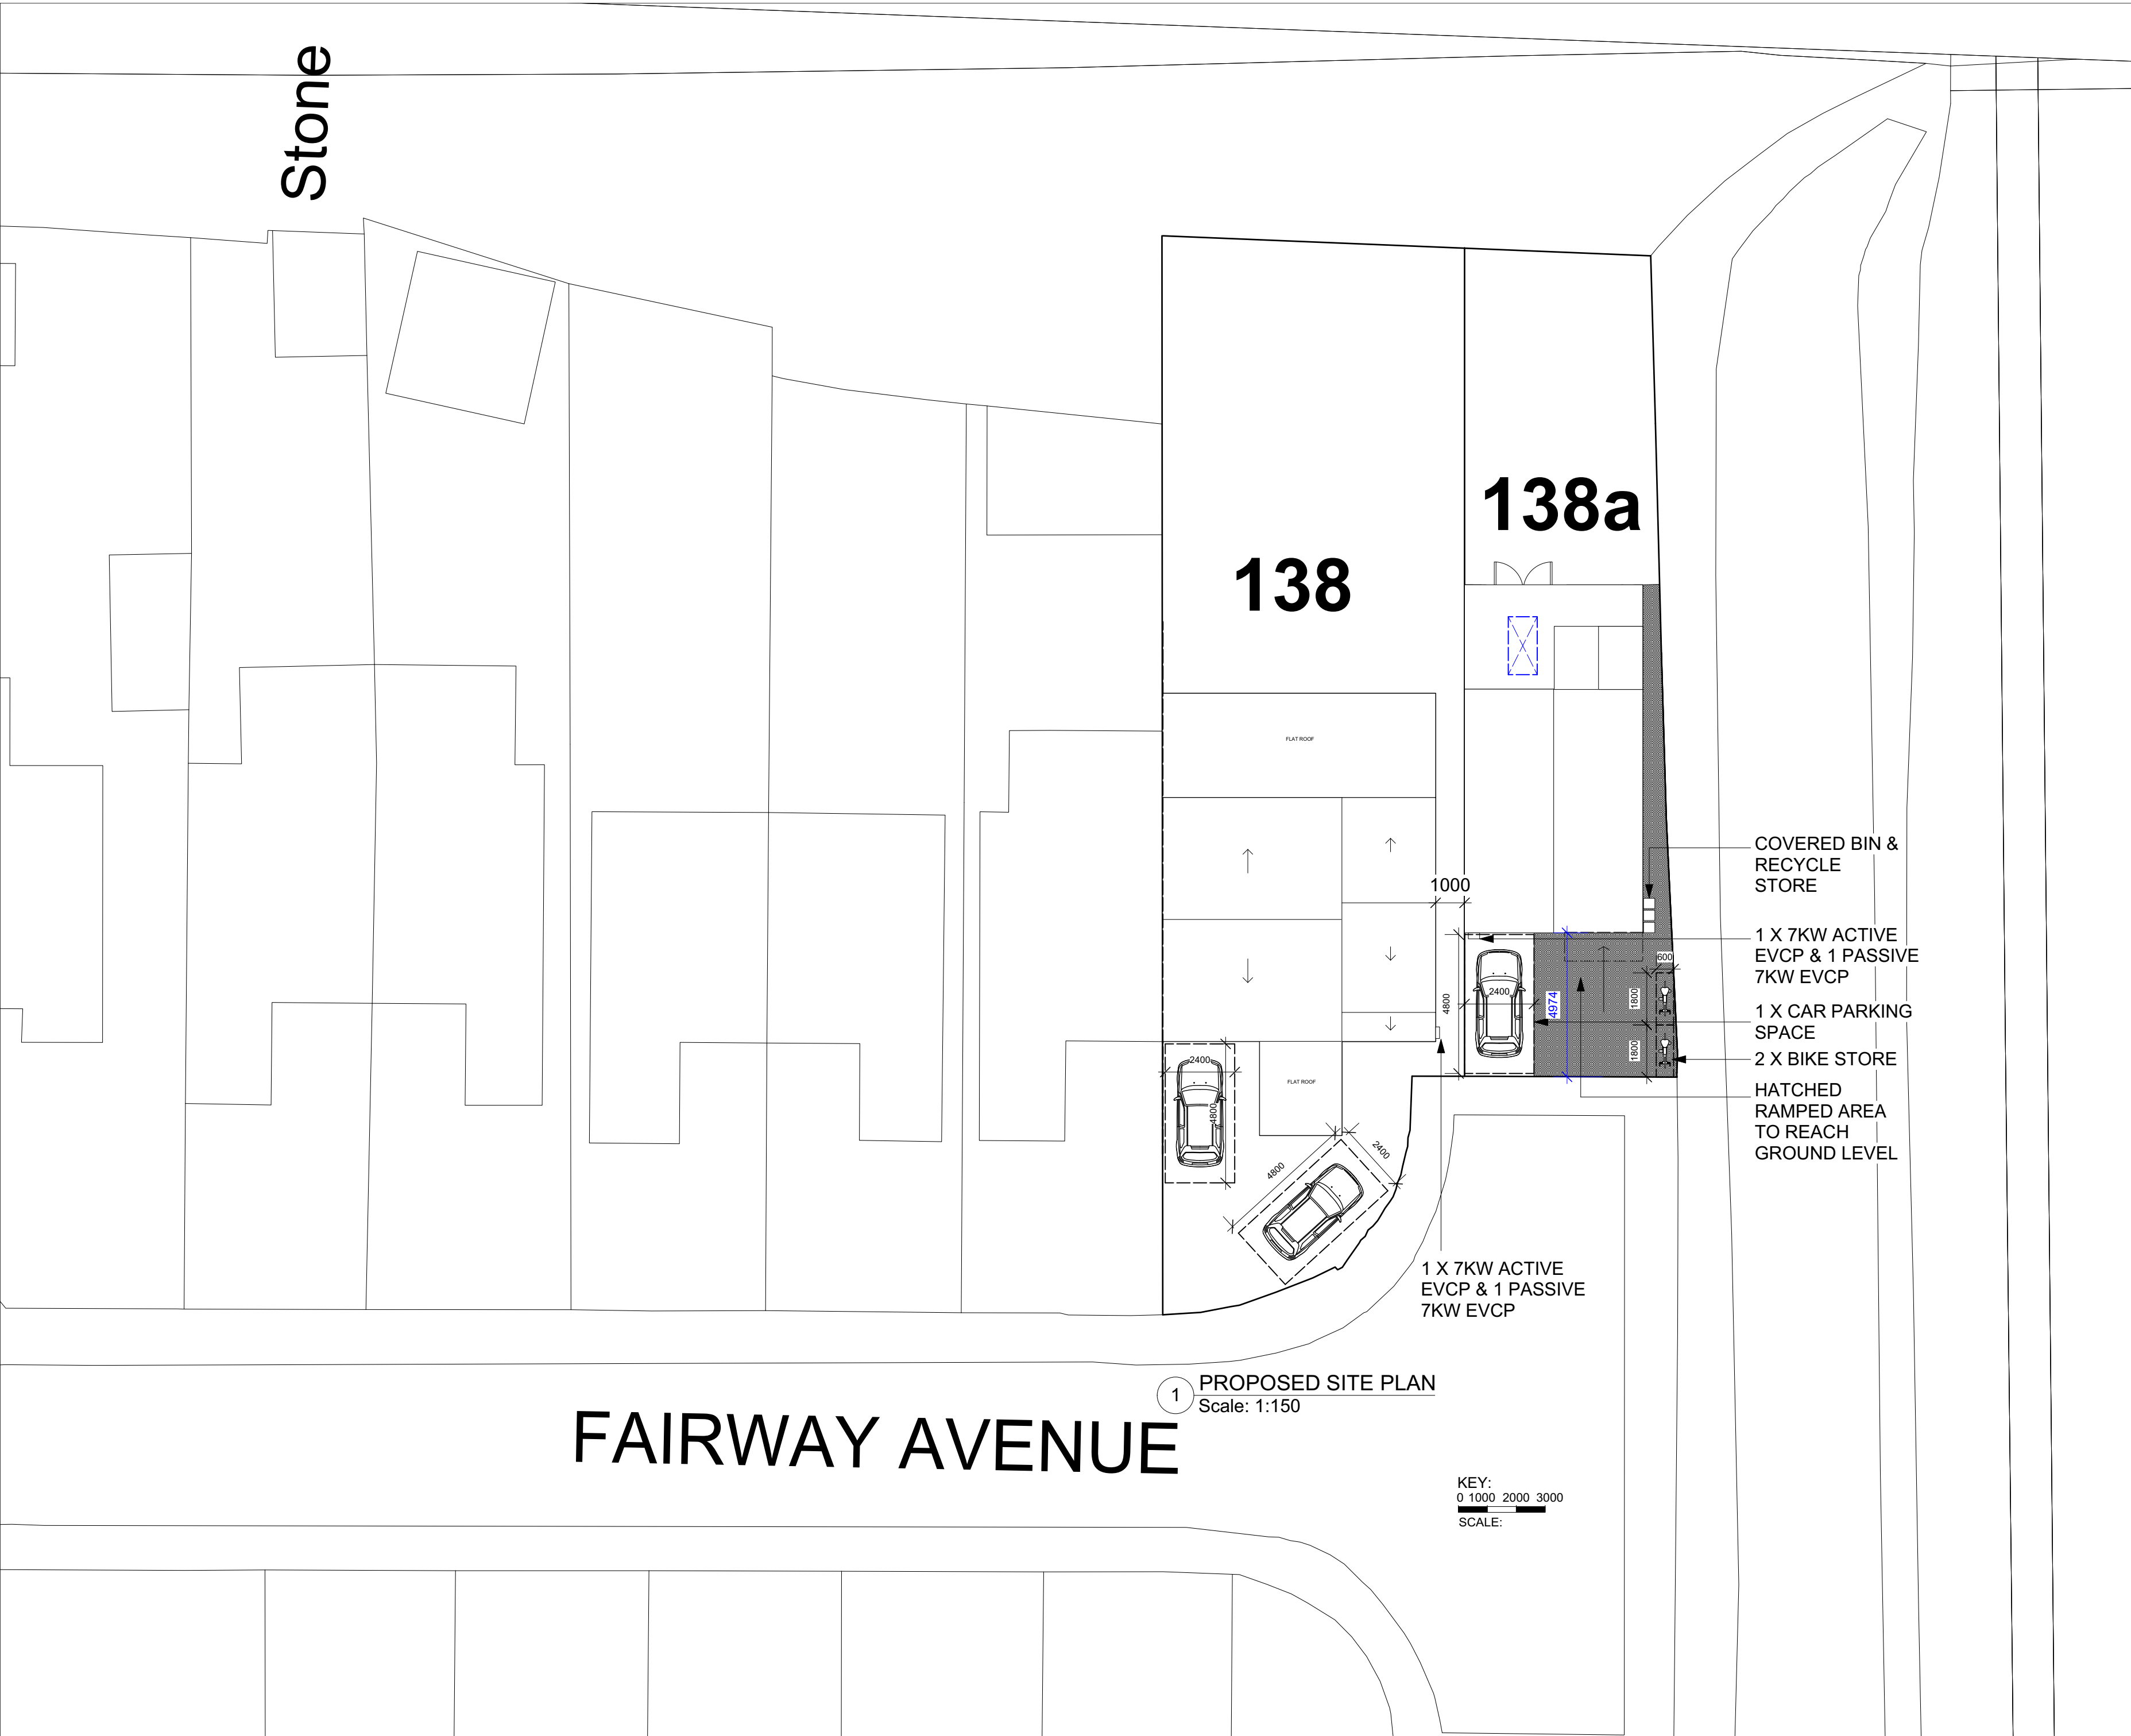 Stone
138a
138
FLAT ROOF
COVERED BIN &
RECYCLE
STORE
1000
1 X 7KW ACTIVE
EVCP & 1 PASSIVE
7KW EVCP
600
4800
2400
4974
1800
1 X CAR PARKING
SPACE
1800
2 X BIKE STORE
2400
4800
FLAT ROOF
HATCHED
RAMPED AREA
TO REACH
GROUND LEVEL
4800
2400
1 X 7KW ACTIVE
EVCP & 1 PASSIVE
7KW EVCP
1
PROPOSED SITE PLAN
Scale: 1:150
FAIRWAY AVENUE
KEY:
0 1000 2000 3000
SCALE: